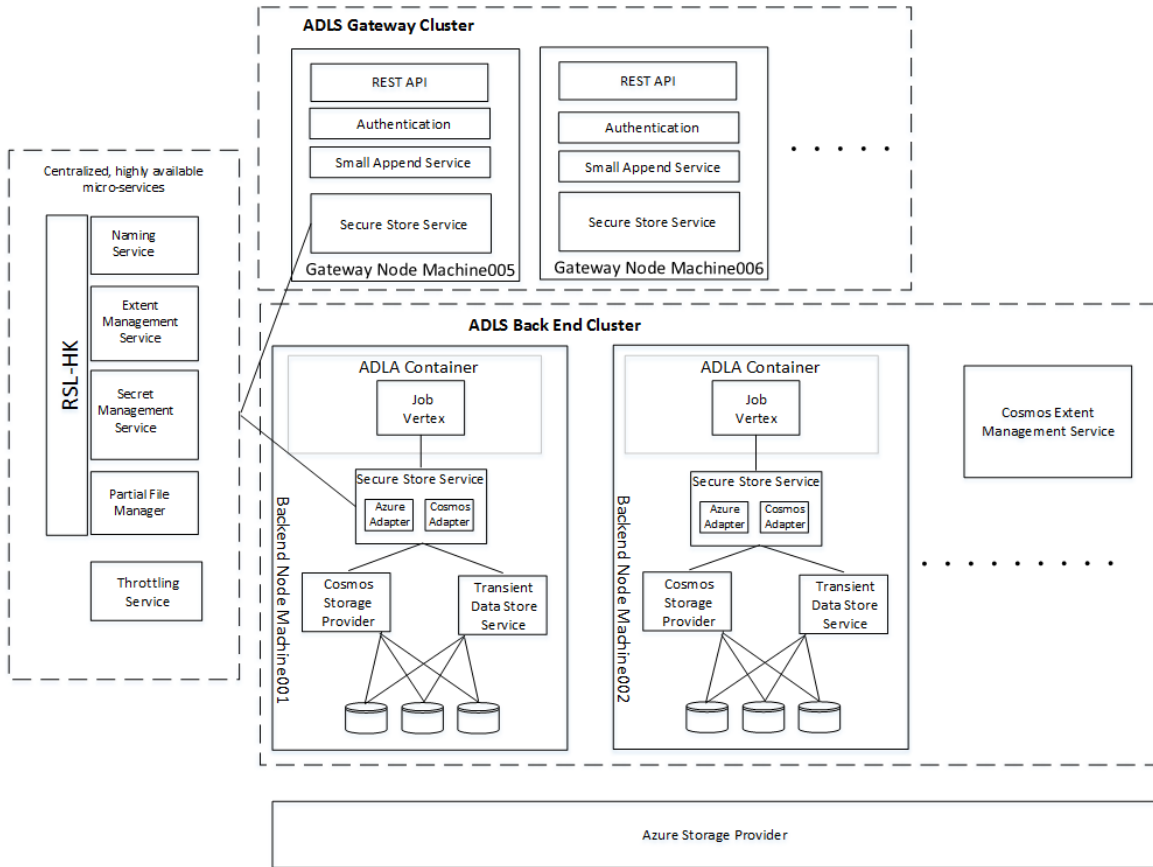 ADLS Gateway Cluster
REST API
Authentication
Small Append Service
Secure Store Service
Gateway Node Machine005
REST API
Authentication
Small Append Service
Secure Store Service
Gateway Node Machine006
. . . . .
Centralized, highly available
micro-services
RSL-HK
Naming
Service
Extent
Management
Service
Secret
Management
Service
Partial File
Manager
Throttling
Service
ADLS Back End Cluster
ADLA Container
Job
Vertex
Secure Store Service
Azure
Adapter
Cosmos
Adapter
Cosmos
Storage
Provider
Transient
Data Store
Service
Backend Node Machine001
ADLA Container
Job
Vertex
Secure Store Service
Azure
Adapter
Cosmos
Adapter
Cosmos
Storage
Provider
Transient
Data Store
Service
Backend Node Machine002
Cosmos Extent
Management Service
. . . . . . . . .
Azure Storage Provider